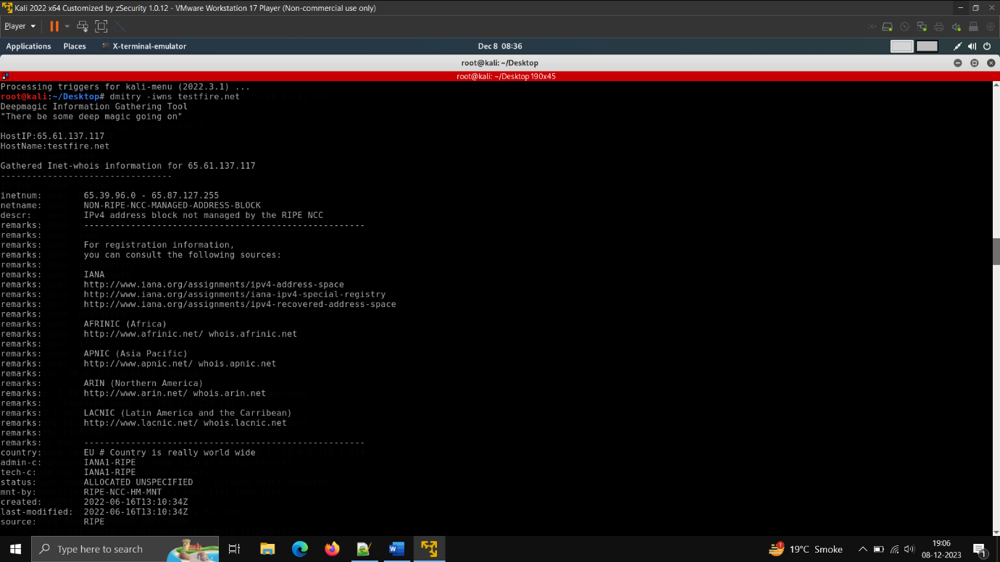 Kali 2022 x64 Customized by zSecurity 1.0.12 - VMware Workstation 17 Player (Non-commercial use only)
Player
Applications Places X-terminal-emulator Dec 8 08:36
root@kali: ~/Desktop
root@kali: ~/Desktop 190x45
Processing triggers for kali-menu (2022.3.1) ...
root@kali:~/Desktop# dmitry -iwns testfire.net
Deepmagic Information Gathering Tool
"There be some deep magic going on"
HostIP:65.61.137.117
HostName:testfire.net
Gathered Inet-whois information for 65.61.137.117
---------------------------------
inetnum: 65.39.96.0 - 65.87.127.255
netname: NON-RIPE-NCC-MANAGED-ADDRESS-BLOCK
descr: IPv4 address block not managed by the RIPE NCC
remarks: ------------------------------------------------------
remarks:
remarks: For registration information,
remarks: you can consult the following sources:
remarks:
remarks: IANA
remarks: http://www.iana.org/assignments/ipv4-address-space
remarks: http://www.iana.org/assignments/iana-ipv4-special-registry
remarks: http://www.iana.org/assignments/ipv4-recovered-address-space
remarks:
remarks: AFRINIC (Africa)
remarks: http://www.afrinic.net/ whois.afrinic.net
remarks:
remarks: APNIC (Asia Pacific)
remarks: http://www.apnic.net/ whois.apnic.net
remarks:
remarks: ARIN (Northern America)
remarks: http://www.arin.net/ whois.arin.net
remarks:
remarks: LACNIC (Latin America and the Carribean)
remarks: http://www.lacnic.net/ whois.lacnic.net
remarks:
remarks: ------------------------------------------------------
country: EU # Country is really world wide
admin-c: IANA1-RIPE
tech-c: IANA1-RIPE
status: ALLOCATED UNSPECIFIED
mnt-by: RIPE-NCC-HM-MNT
created: 2022-06-16T13:10:34Z
last-modified: 2022-06-16T13:10:34Z
source: RIPE
Type here to search
1 19°C Smoke
19:06
08-12-2023
1